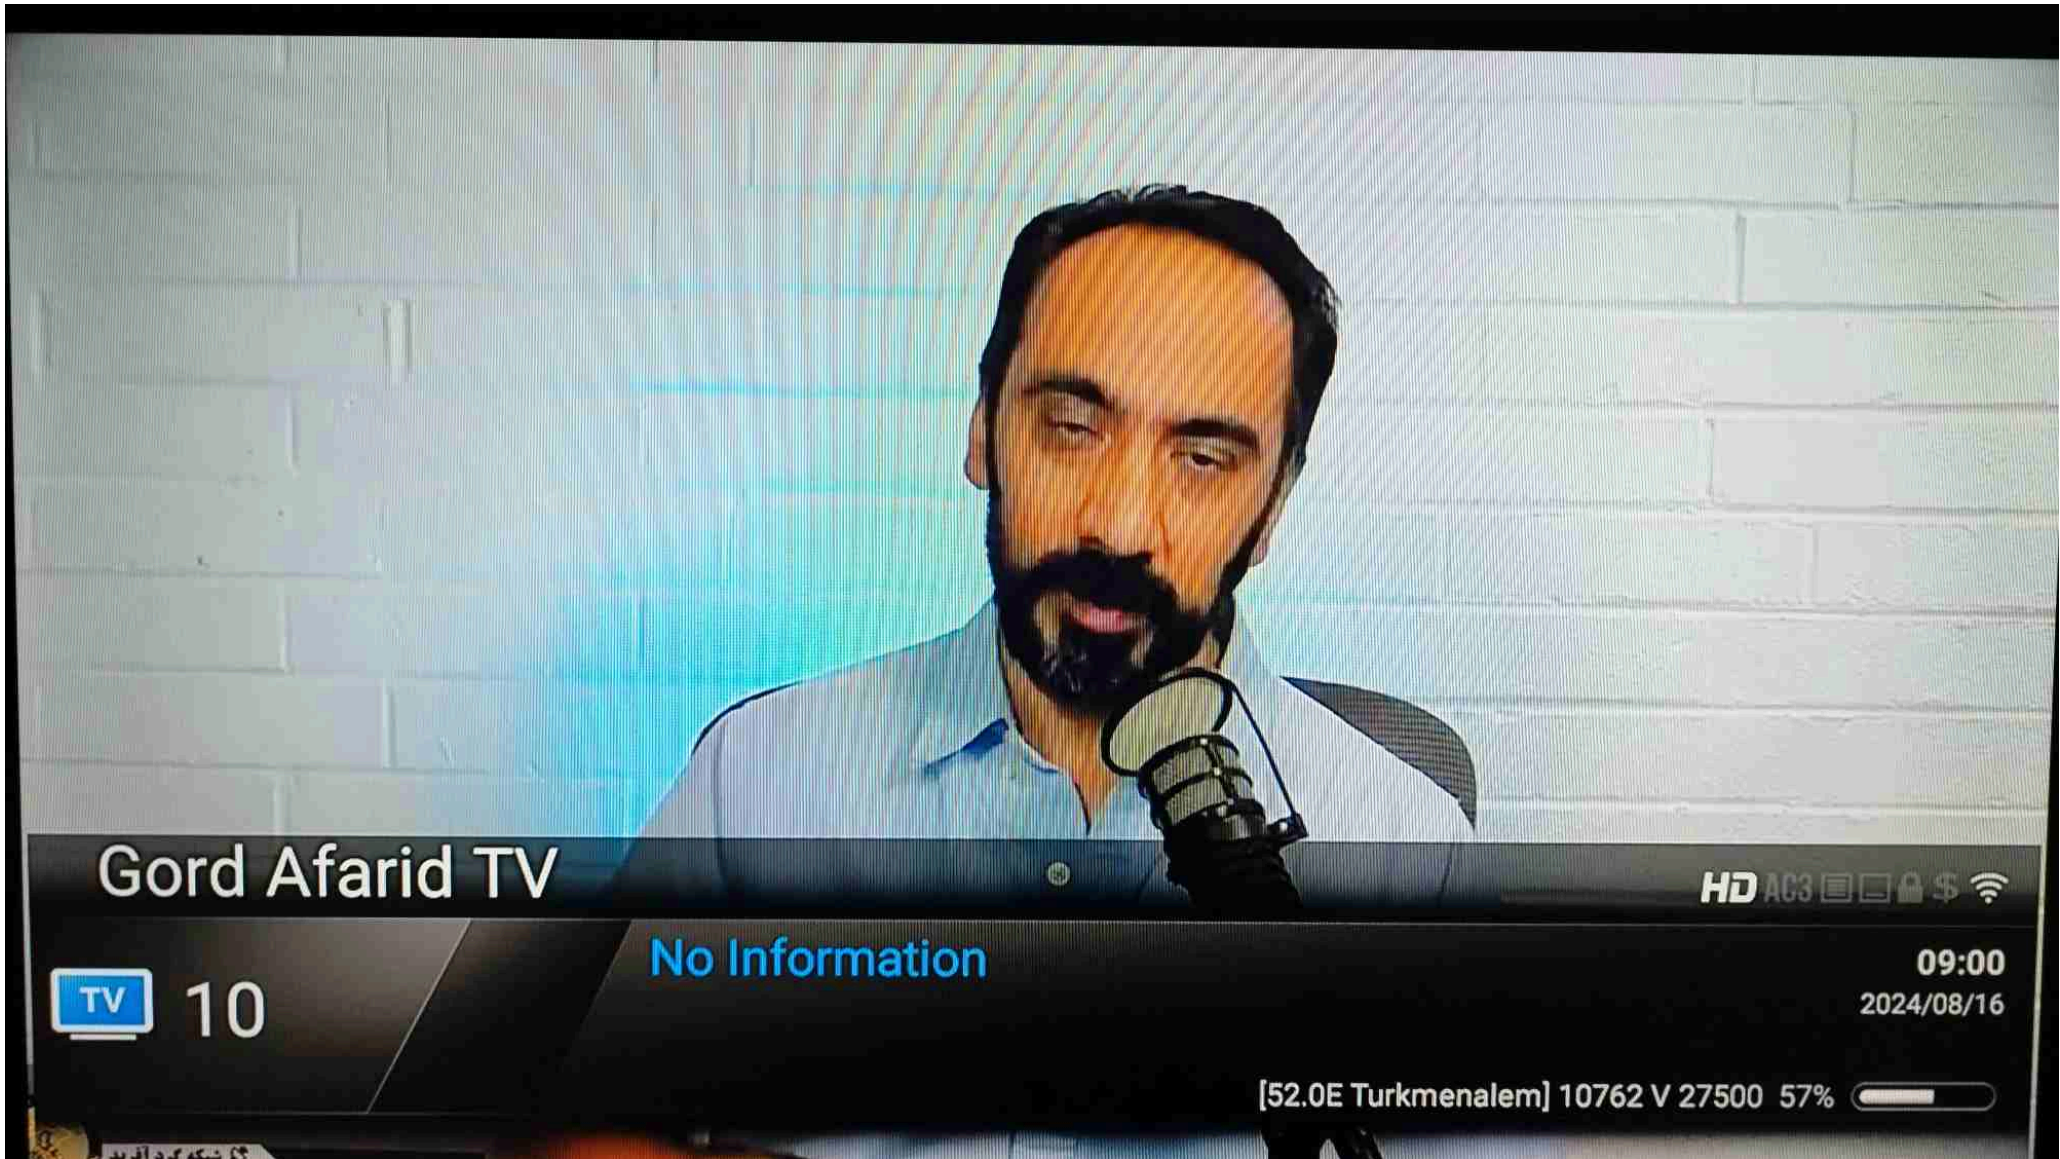 Gord Afarid TV
HD AC3 $
TV 10
No Information
09:00
2024/08/16
[52.0E Turkmenalem] 10762 V 27500 57%